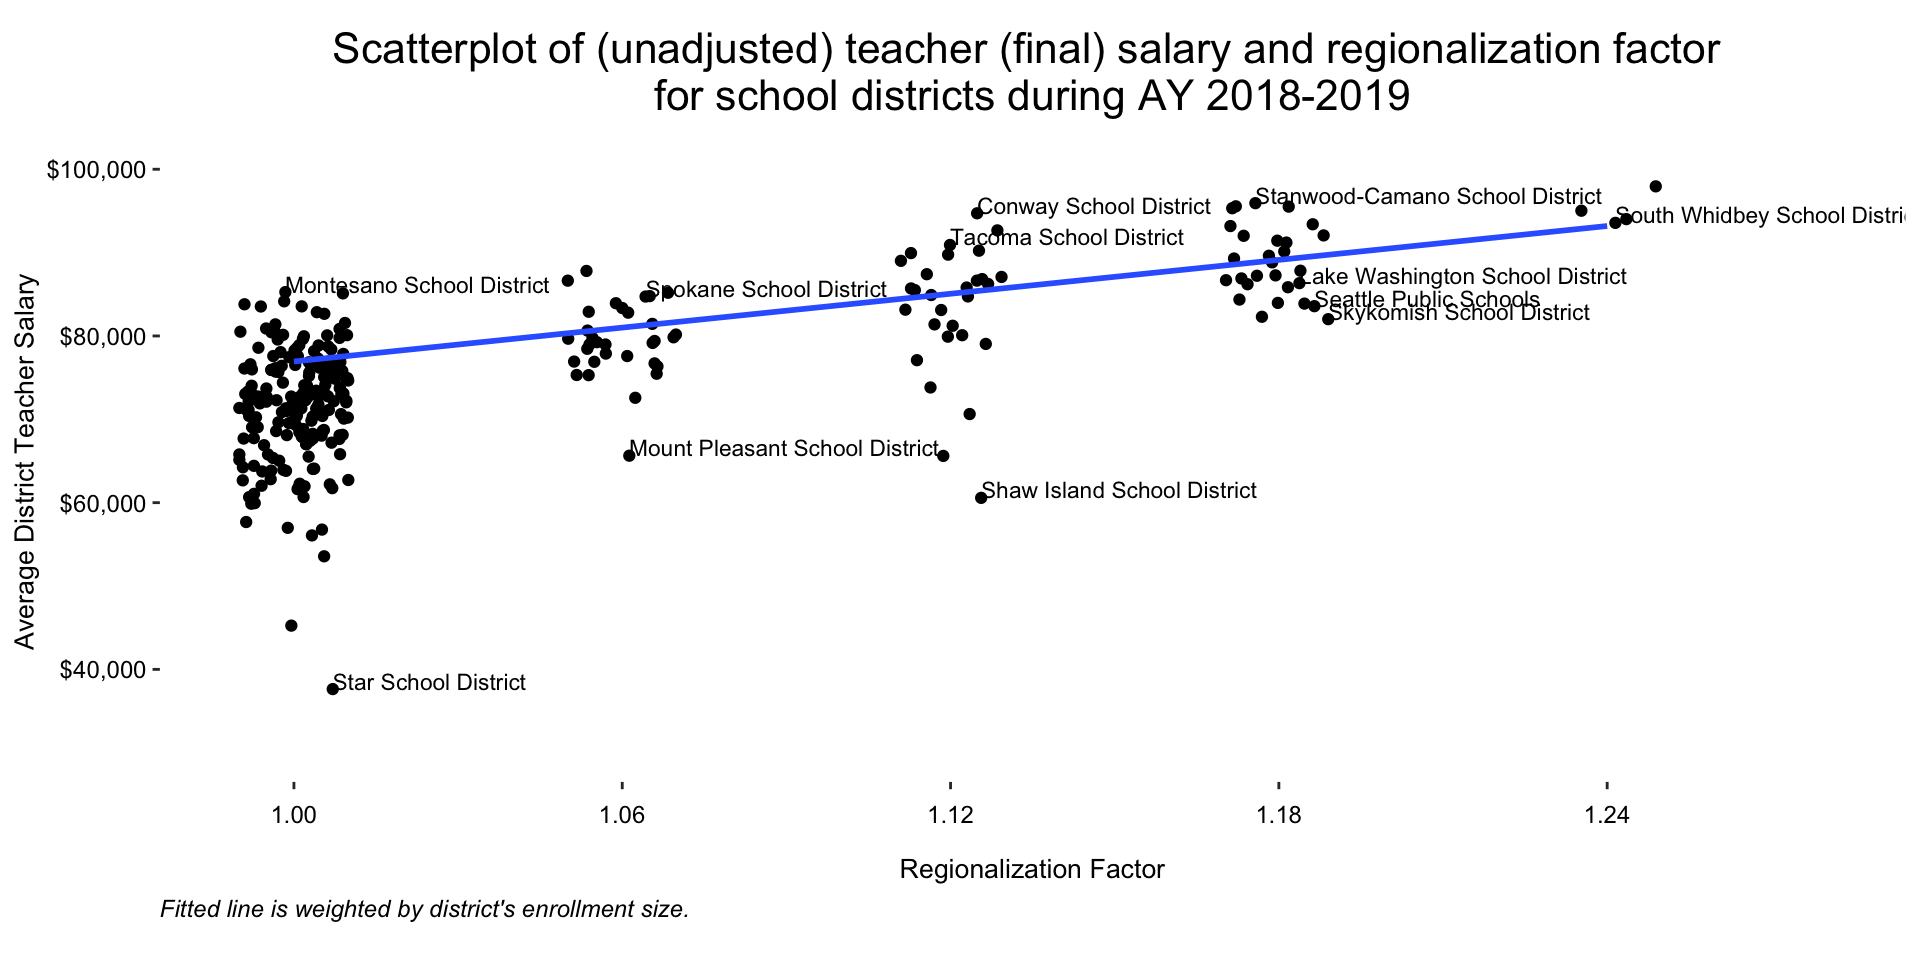 Scatterplot of (unadjusted) teacher (final) salary and regionalization factor
for school districts during AY 2018-2019
Average District Teacher Salary
$100,000
$80,000
$60,000
$40,000
Stanwood-Camano School District
Conway School District
South Whidbey School Distri
Tacoma School District
Montesano School District
Spokane School District
Lake Washington School District
Seattle Public Schools
Skykomish School District
Mount Pleasant School District
Shaw Island School District
Star School District
1.00
1.06
1.12
1.18
1.24
Regionalization Factor
Fitted line is weighted by district's enrollment size.